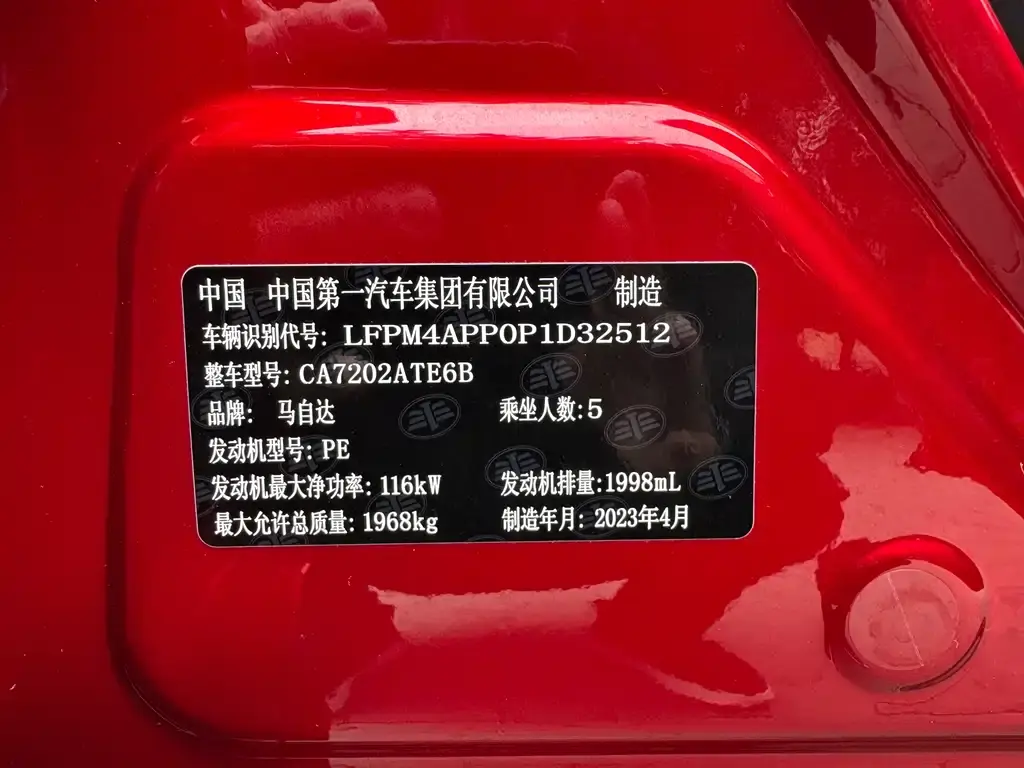 中国 中国第一汽车集团有限公司 制造
车辆识别代号: LFPM4APP0P1D32512
整车型号: CA7202ATE6B
品牌: 马自达 乘坐人数:5
发动机型号: PE
发动机最大净功率: 116kW 发动机排量:1998mL
最大允许总质量: 1968kg 制造年月: 2023年4月